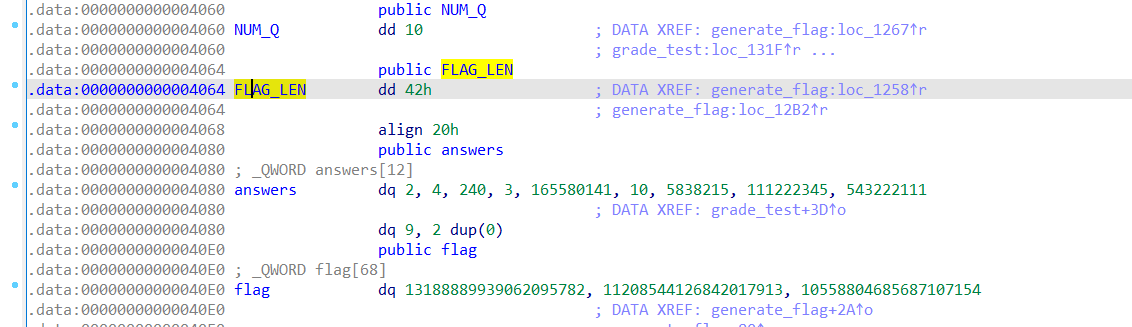 .data:0000000000004060 public NUM_Q
.data:0000000000004060 NUM_Q dd 10 ; DATA XREF: generate_flag:loc_1267↑r
.data:0000000000004060 ; grade_test:loc_131F↑r ...
.data:0000000000004064 public FLAG_LEN
.data:0000000000004064 FLAG_LEN dd 42h ; DATA XREF: generate_flag:loc_1258↑r
.data:0000000000004064 ; generate_flag:loc_12B2↑r
.data:0000000000004068 align 20h
.data:0000000000004080 public answers
.data:0000000000004080 ; _QWORD answers[12]
.data:0000000000004080 answers dq 2, 4, 240, 3, 165580141, 10, 5838215, 111222345, 543222111
.data:0000000000004080 ; DATA XREF: grade_test+3D↑o
.data:0000000000004080 dq 9, 2 dup(0)
.data:00000000000040E0 public flag
.data:00000000000040E0 ; _QWORD flag[68]
.data:00000000000040E0 flag dq 13188889939062095782, 11208544126842017913, 10558804685687107154
.data:00000000000040E0 ; DATA XREF: generate_flag+2A↑o